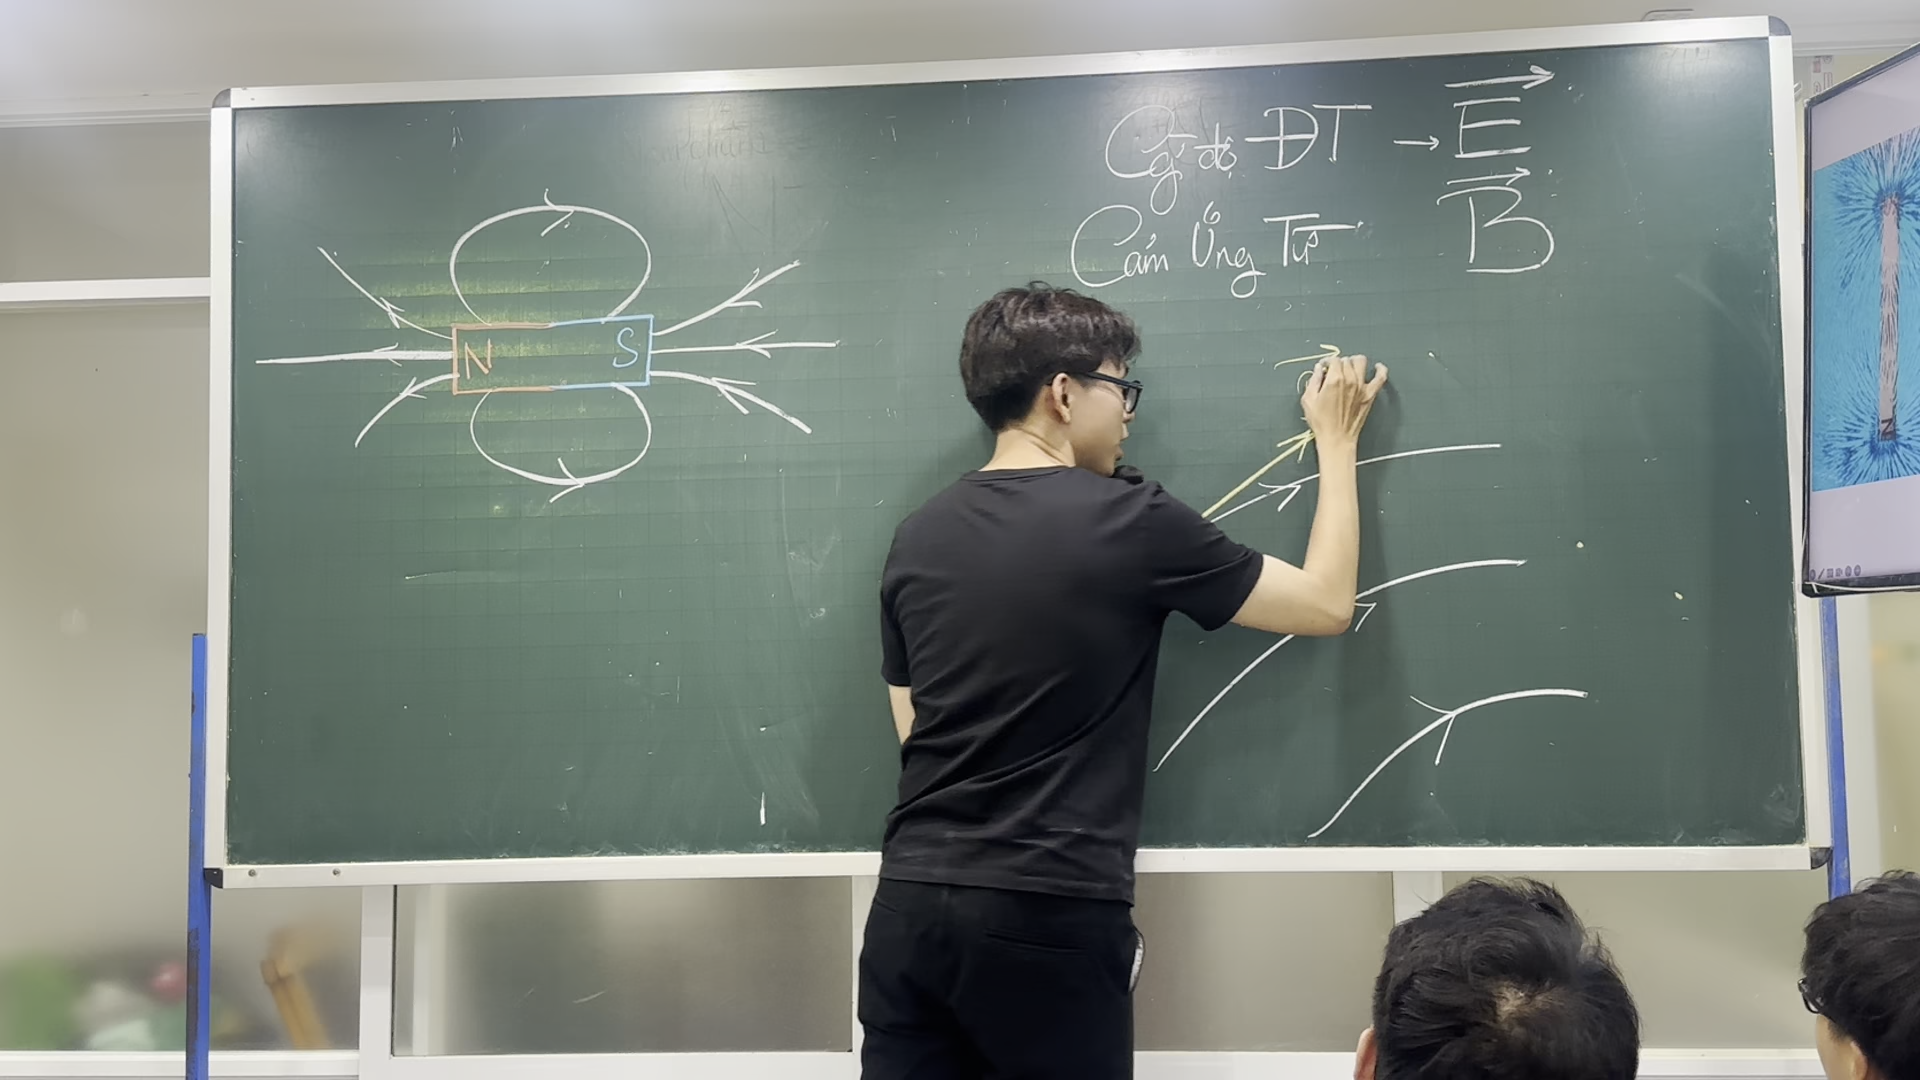 Cg độ ĐT → E
Cảm Ứng Từ B
N S
N